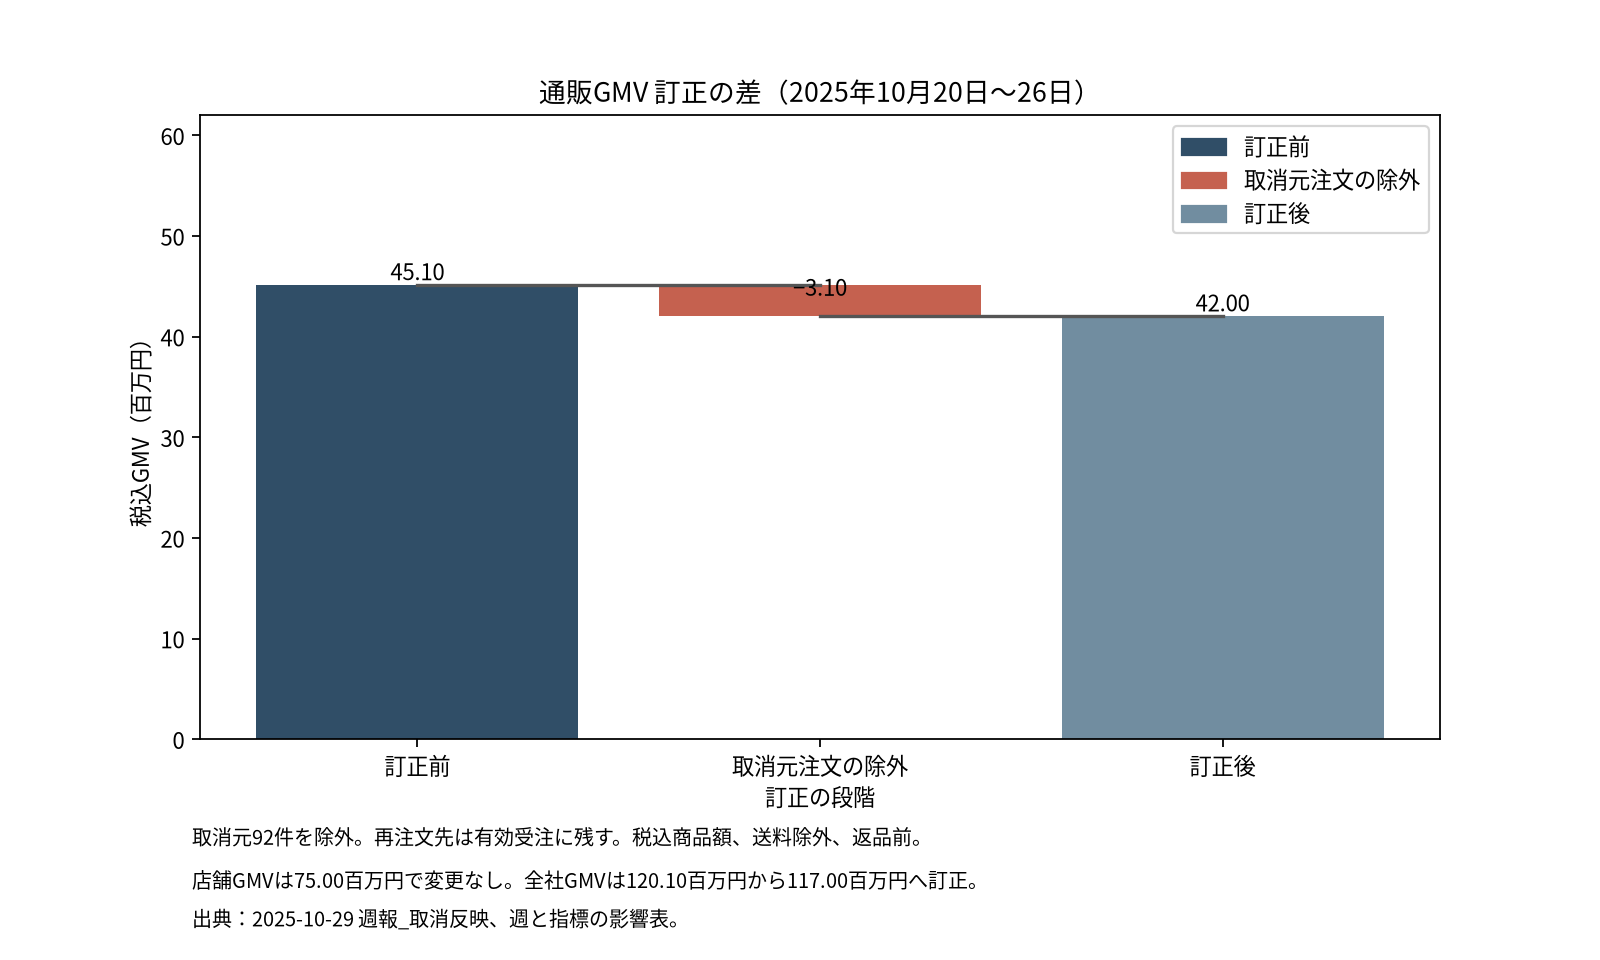 通販GMV 訂正の差（2025年10月20日～26日）
税込GMV（百万円）
60
50
40
30
20
10
0
訂正前
取消元注文の除外
訂正後
45.10
−3.10
42.00
訂正前
取消元注文の除外
訂正後
訂正の段階
取消元92件を除外。再注文先は有効受注に残す。税込商品額、送料除外、返品前。
店舗GMVは75.00百万円で変更なし。全社GMVは120.10百万円から117.00百万円へ訂正。
出典：2025-10-29 週報_取消反映、週と指標の影響表。